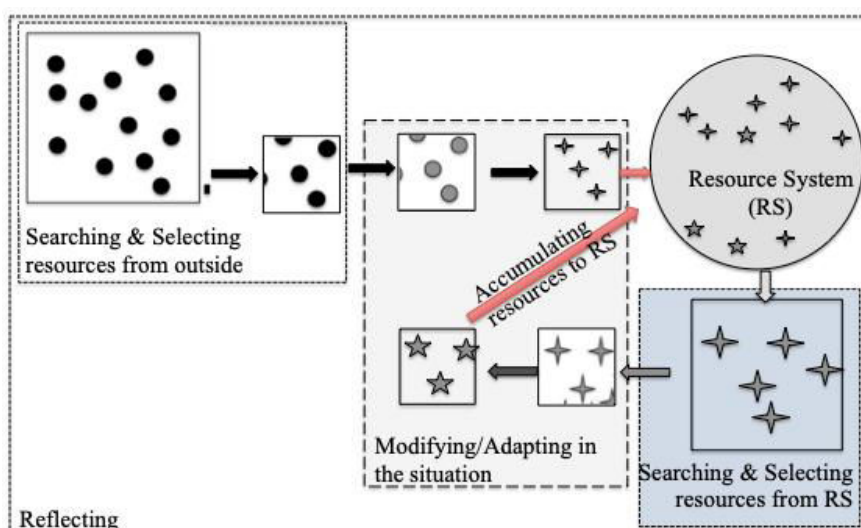 Searching & Selecting
resources from outside
Accumulating
resources to RS
Resource System
(RS)
Modifying/Adapting in
the situation
Searching & Selecting
resources from RS
Reflecting